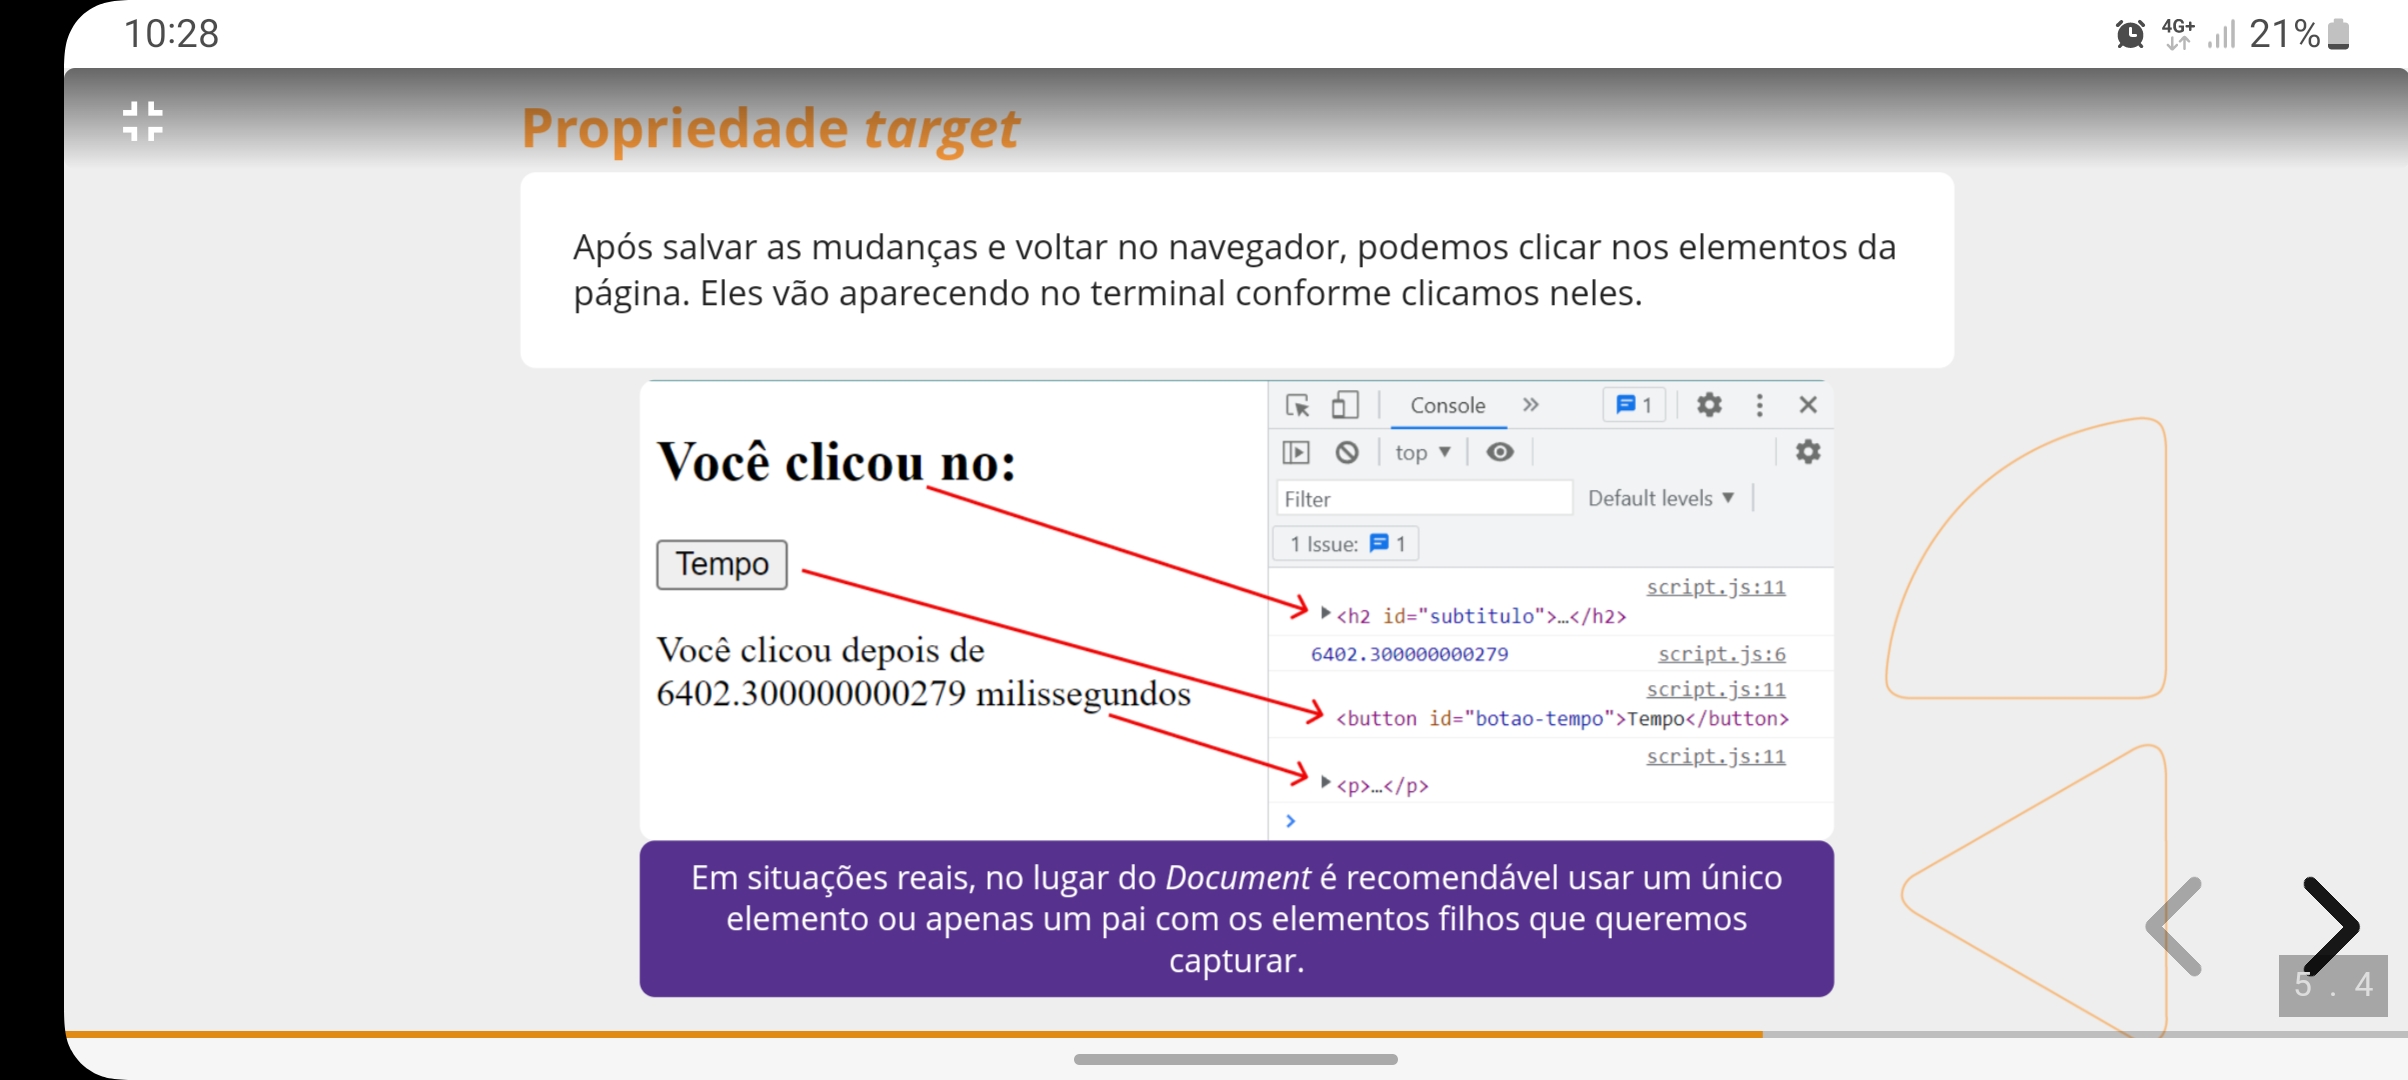 10:28
4G+
21%
Propriedade target
Após salvar as mudanças e voltar no navegador, podemos clicar nos elementos da
página. Eles vão aparecendo no terminal conforme clicamos neles.
Você clicou no:
Tempo
Você clicou depois de
6402.300000000279 milissegundos
Console
1
top
Filter
Default levels
1 Issue:
1
script.js:11
<h2 id="subtitulo">…</h2>
6402.300000000279
script.js:6
script.js:11
<button id="botao-tempo">Tempo</button>
script.js:11
<p>…</p>
Em situações reais, no lugar do Document é recomendável usar um único
elemento ou apenas um pai com os elementos filhos que queremos
capturar.
5 . 4